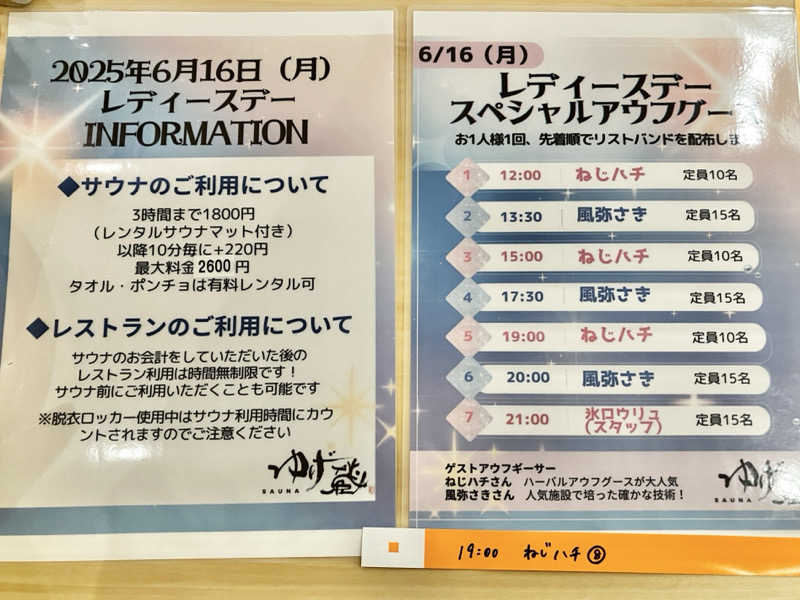 2025年6月16日（月）
レディースデー
INFORMATION
◆サウナのご利用について
3時間まで1800円
（レンタルサウナマット付き）
以降10分毎に+220円
最大料金2600円
タオル・ポンチョは有料レンタル可
◆レストランのご利用について
サウナのお会計をしていただいた後の
レストラン利用は時間無制限です！
サウナ前にご利用いただくことも可能です
※脱衣ロッカー使用中はサウナ利用時間にカウ
ントされますのでご注意ください
ゆげ蔵
SAUNA
6/16（月）
レディースデー
スペシャルアウフグー
お1人様1回、先着順でリストバンドを配布しま
1 12:00 ねじハチ 定員10名
2 13:30 風弥さき 定員15名
3 15:00 ねじハチ 定員10名
4 17:30 風弥さき 定員15名
5 19:00 ねじハチ 定員10名
6 20:00 風弥さき 定員15名
7 21:00 氷ロウリュ 定員15名
（スタッフ）
ゲストアウフギーサー
ねじハチさん ハーバルアウフグースが大人気
風弥さきさん 人気施設で培った確かな技術！
ゆげ
SAUNA
19:00 ねじハチ ⑧